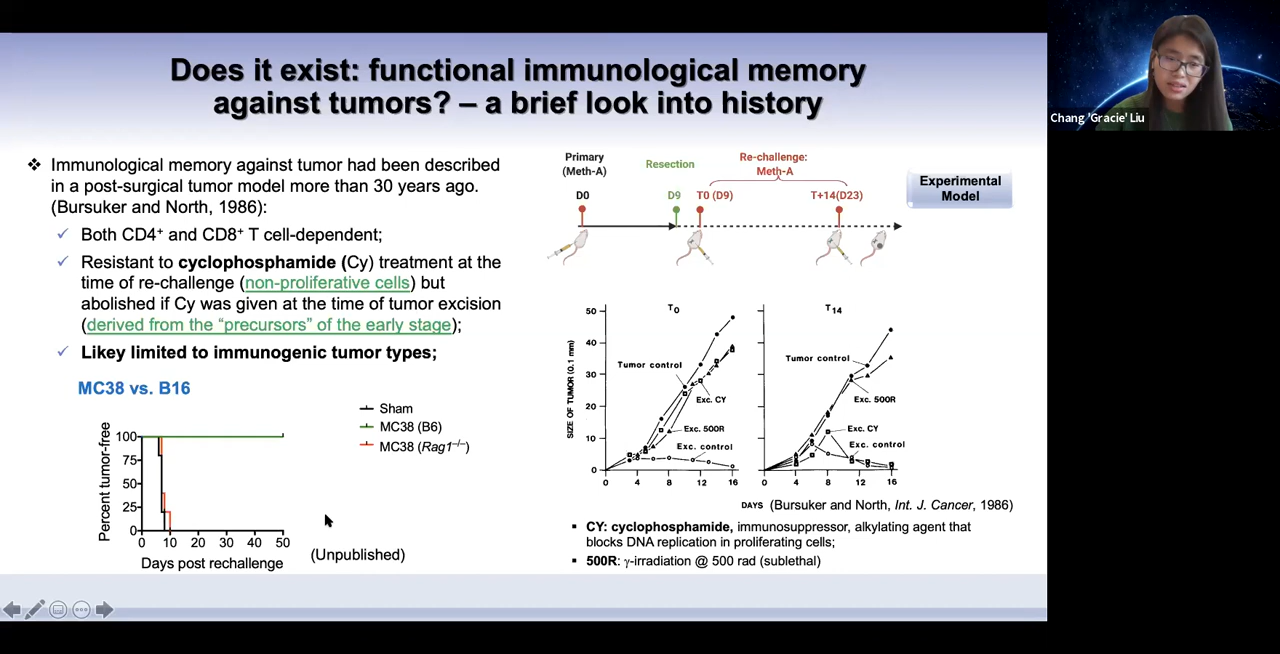 Does it exist: functional immunological memory
against tumors? – a brief look into history
Chang 'Gracie' Liu
❖ Immunological memory against tumor had been described
in a post-surgical tumor model more than 30 years ago.
(Bursuker and North, 1986):
✓ Both CD4⁺ and CD8⁺ T cell-dependent;
✓ Resistant to cyclophosphamide (Cy) treatment at the
time of re-challenge (non-proliferative cells) but
abolished if Cy was given at the time of tumor excision
(derived from the “precursors” of the early stage);
✓ Likey limited to immunogenic tumor types;
MC38 vs. B16
Sham
MC38 (B6)
MC38 (Rag1⁻/⁻)
Percent tumor-free
100
75
50
25
0
0 10 20 30 40 50
Days post rechallenge
(Unpublished)
Primary
(Meth-A)
Resection
Re-challenge:
Meth-A
D0
D9
T0 (D9)
T+14(D23)
Experimental
Model
T0
T14
SIZE OF TUMOR (0.1 mm)
50
40
30
20
10
0
Tumor control
Exc. CY
Exc. 500R
Exc. control
0 4 8 12 16
Tumor control
Exc. 500R
Exc. CY
Exc. control
0 4 8 12 16
DAYS (Bursuker and North, Int. J. Cancer, 1986)
▪ CY: cyclophosphamide, immunosuppressor, alkylating agent that
blocks DNA replication in proliferating cells;
▪ 500R: γ-irradiation @ 500 rad (sublethal)